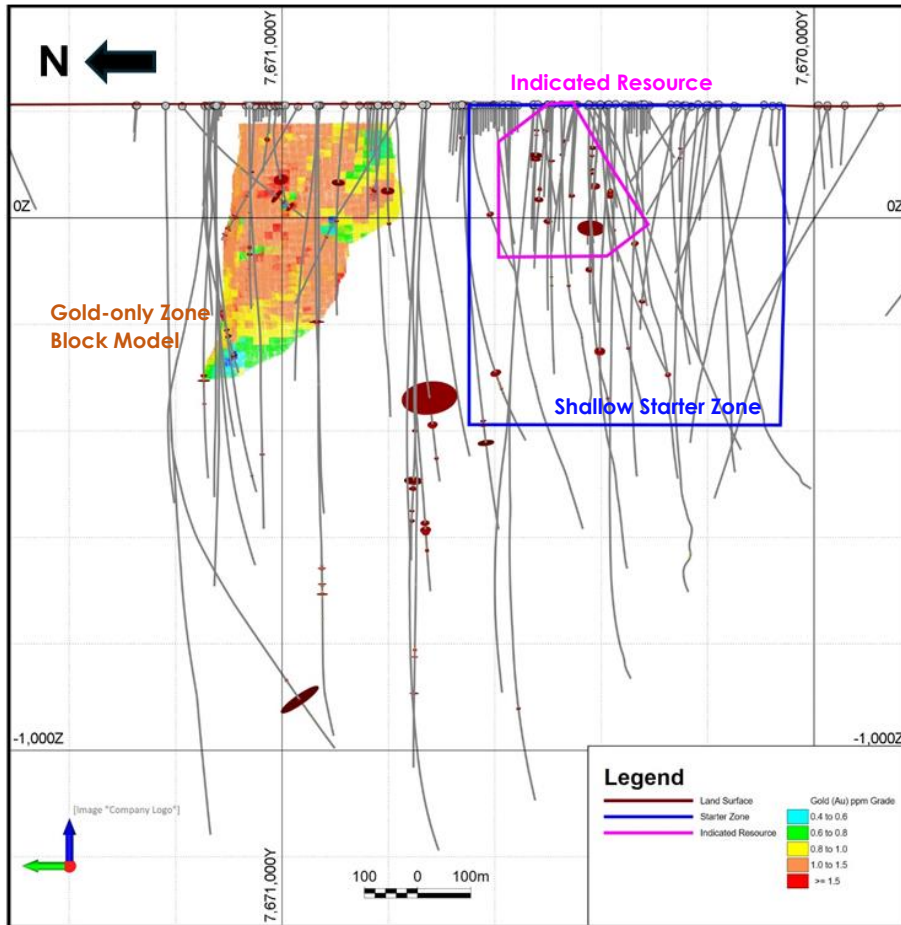 N
7,671,000Y
7,670,000Y
Indicated Resource
0Z
0Z
Gold-only Zone
Block Model
Shallow Starter Zone
-1,000Z
-1,000Z
[Image "Company Logo"]
7,671,000Y
100
0
100m
Legend
Land Surface
Starter Zone
Indicated Resource
Gold (Au) ppm Grade
0.4 to 0.6
0.6 to 0.8
0.8 to 1.0
1.0 to 1.5
>= 1.5